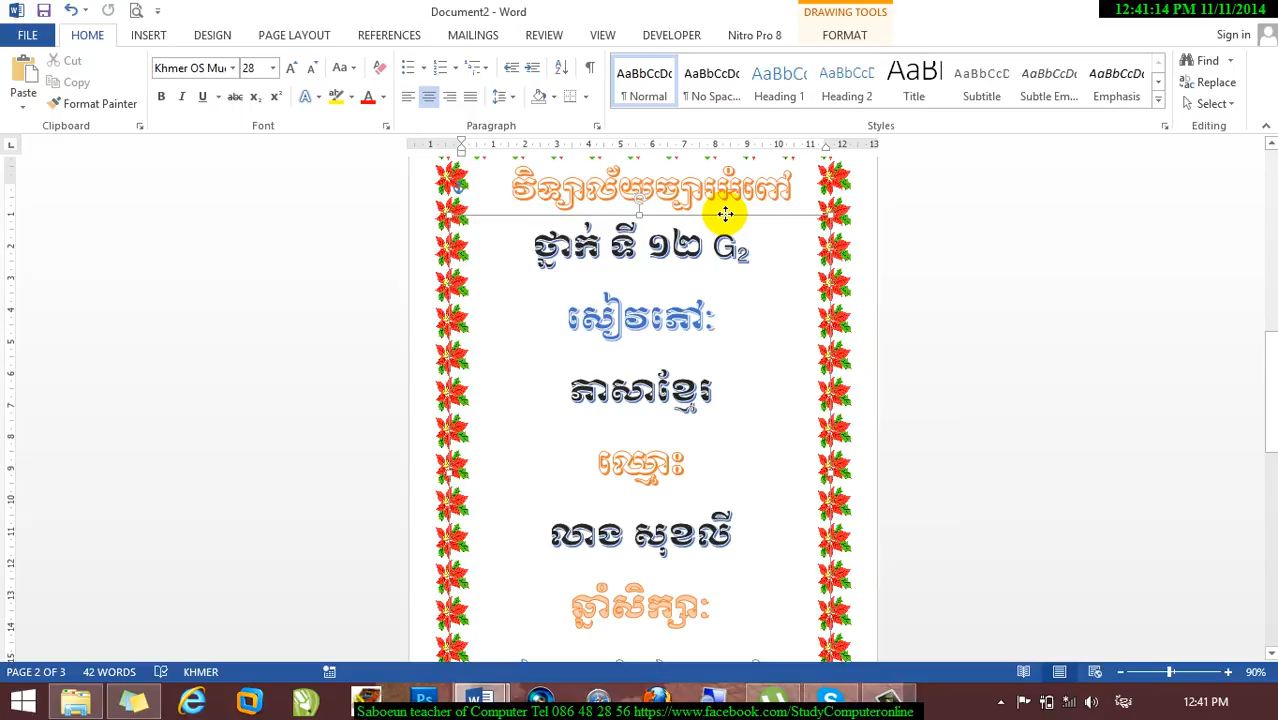 Document2 - Word
DRAWING TOOLS
12:41:14 PM 11/11/2014
FILE
HOME
INSERT
DESIGN
PAGE LAYOUT
REFERENCES
MAILINGS
REVIEW
VIEW
DEVELOPER
Nitro Pro 8
FORMAT
Sign in
Paste
Cut
Copy
Format Painter
Clipboard
Khmer OS Mu
28
Font
Paragraph
AaBbCcDc
¶ Normal
AaBbCcDc
¶ No Spac...
AaBbCc
Heading 1
AaBbCcE
Heading 2
AaBl
Title
AaBbCcD
Subtitle
AaBbCcDc
Subtle Em...
AaBbCcDc
Emphasis
Styles
Find
Replace
Select
Editing
វិទ្យាល័យច្បារអំពៅ
ថ្នាក់ ទី ១២ G2
សៀវភៅ:
ភាសាខ្មែរ
ឈ្មោះ
លាង សុខលី
ឆ្នាំសិក្សា:
PAGE 2 OF 3
42 WORDS
KHMER
90%
Saboeun teacher of Computer Tel 086 48 28 56 https://www.facebook.com/StudyComputeronline
12:41 PM